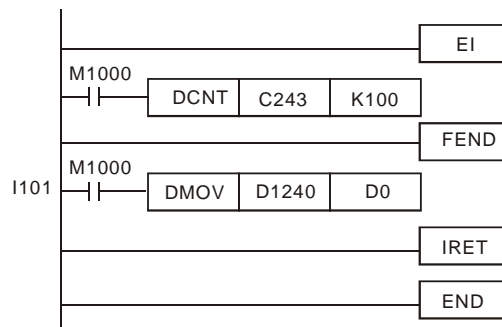 EI
M1000
DCNT C243 K100
FEND
M1000
I101 DMOV D1240 D0
IRET
END